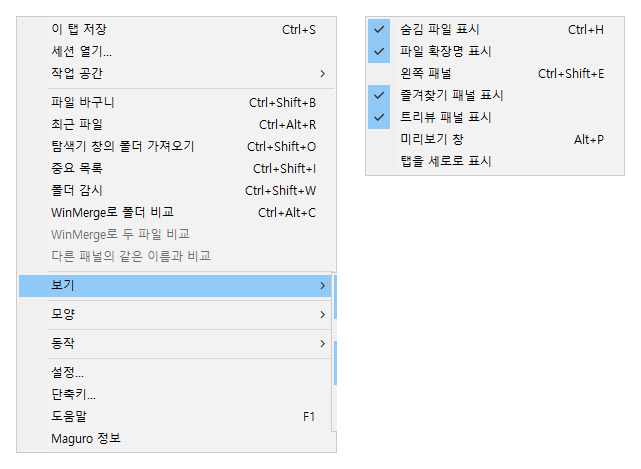 이 탭 저장 Ctrl+S
세션 열기...
작업 공간
파일 바구니 Ctrl+Shift+B
최근 파일 Ctrl+Alt+R
탐색기 창의 폴더 가져오기 Ctrl+Shift+O
중요 목록 Ctrl+Shift+I
폴더 감시 Ctrl+Shift+W
WinMerge로 폴더 비교 Ctrl+Alt+C
WinMerge로 두 파일 비교
다른 패널의 같은 이름과 비교
보기
모양
동작
설정...
단축키...
도움말 F1
Maguro 정보
숨김 파일 표시 Ctrl+H
파일 확장명 표시
왼쪽 패널 Ctrl+Shift+E
즐겨찾기 패널 표시
트리뷰 패널 표시
미리보기 창 Alt+P
탭을 세로로 표시